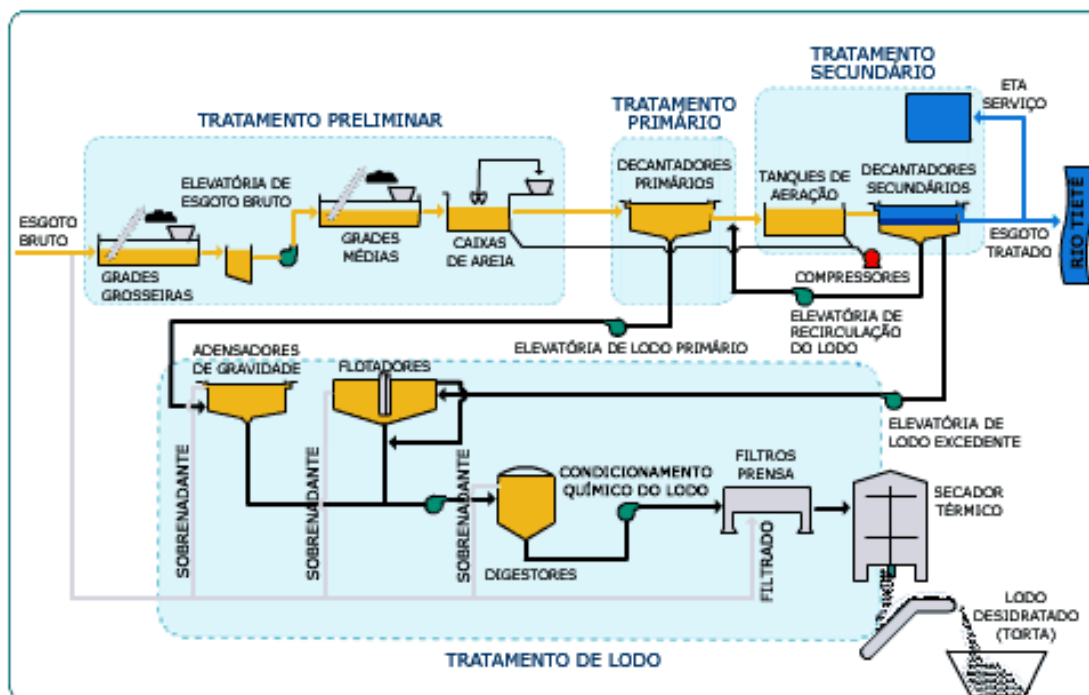 TRATAMENTO
SECUNDÁRIO
ETA
SERVIÇO
TRATAMENTO PRELIMINAR
TRATAMENTO
PRIMÁRIO
ELEVATÓRIA DE
ESGOTO BRUTO
DECANTADORES
PRIMÁRIOS
TANQUES DE
AERAÇÃO
DECANTADORES
SECUNDÁRIOS
ESGOTO
BRUTO
GRADES
GROSSEIRAS
GRADES
MÉDIAS
CAIXAS
DE AREIA
COMPRESSORES
ESGOTO
TRATADO
RIO TIETÊ
ELEVATÓRIA DE LODO PRIMÁRIO
ELEVATÓRIA DE
RECIRCULAÇÃO
DO LODO
ADENSADORES
DE GRAVIDADE
FLOTADORES
ELEVATÓRIA DE
LODO EXCEDENTE
SOBRENADANTE
SOBRENADANTE
SOBRENADANTE
CONDICIONAMENTO
QUÍMICO DO LODO
FILTROS
PRENSA
SECADOR
TÉRMICO
DIGESTORES
FILTRADO
LODO
DESIDRATADO
(TORTA)
TRATAMENTO DE LODO